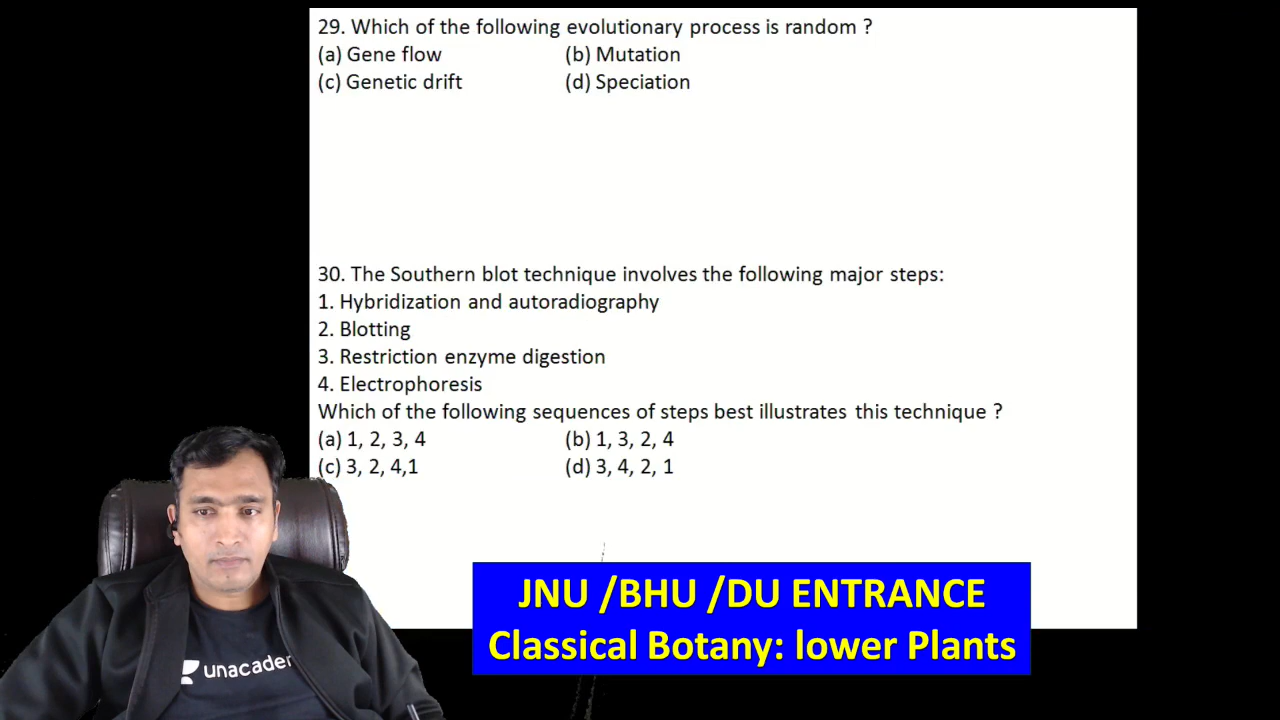 29. Which of the following evolutionary process is random ?
(a) Gene flow (b) Mutation
(c) Genetic drift (d) Speciation
30. The Southern blot technique involves the following major steps:
1. Hybridization and autoradiography
2. Blotting
3. Restriction enzyme digestion
4. Electrophoresis
Which of the following sequences of steps best illustrates this technique ?
(a) 1, 2, 3, 4 (b) 1, 3, 2, 4
(c) 3, 2, 4,1 (d) 3, 4, 2, 1
JNU /BHU /DU ENTRANCE
Classical Botany: lower Plants
unacader